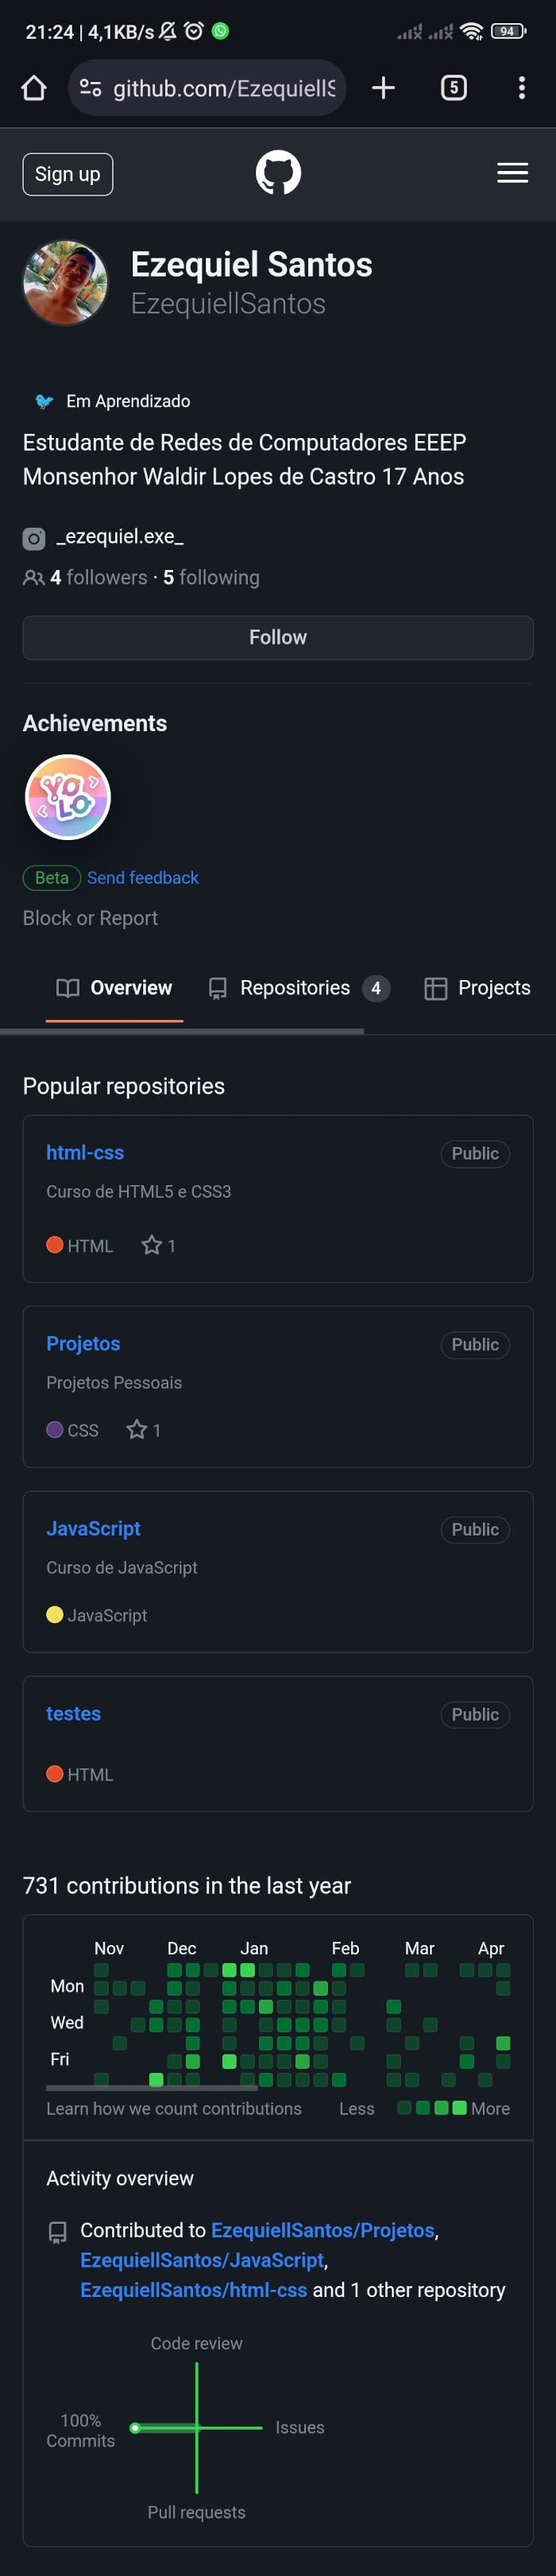 21:24 | 4,1KB/s
94
github.com/EzequiellS
5
Sign up
Ezequiel Santos
EzequiellSantos
Em Aprendizado
Estudante de Redes de Computadores EEEP
Monsenhor Waldir Lopes de Castro 17 Anos
_ezequiel.exe_
4 followers · 5 following
Follow
Achievements
YOLO
Beta Send feedback
Block or Report
Overview Repositories 4 Projects
Popular repositories
html-css Public
Curso de HTML5 e CSS3
HTML 1
Projetos Public
Projetos Pessoais
CSS 1
JavaScript Public
Curso de JavaScript
JavaScript
testes Public
HTML
731 contributions in the last year
Nov Dec Jan Feb Mar Apr
Mon
Wed
Fri
Learn how we count contributions Less More
Activity overview
Contributed to EzequiellSantos/Projetos,
EzequiellSantos/JavaScript,
EzequiellSantos/html-css and 1 other repository
Code review
100%
Commits
Issues
Pull requests